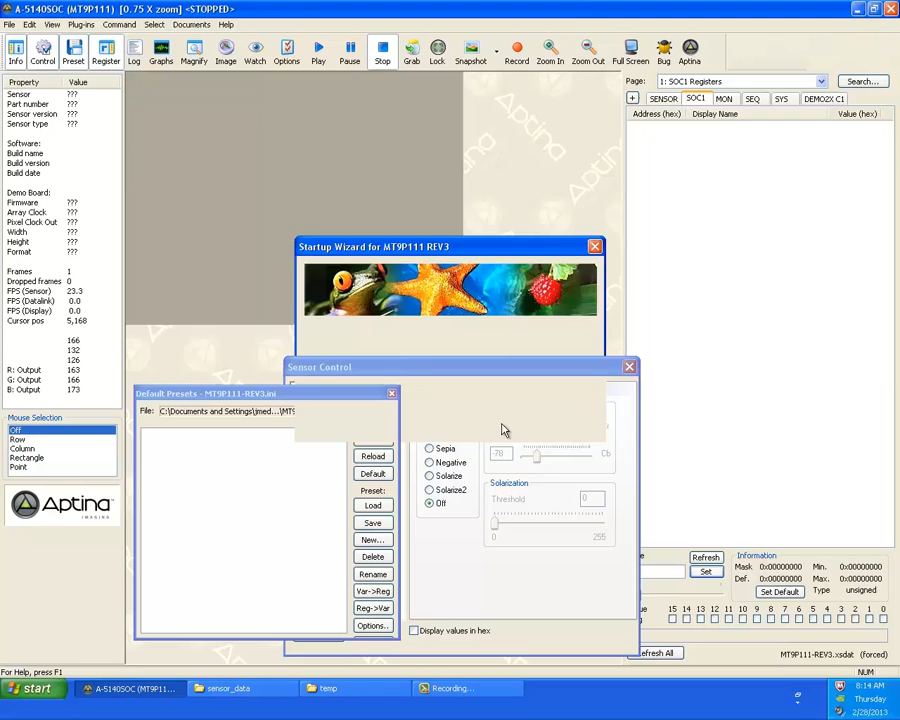 A-5140SOC (MT9P111) [0.75 X zoom] <STOPPED>
File Edit View Plug-ins Command Select Documents Help
Info Control Preset Register Log Graphs Magnify Image Watch Options Play Pause Stop Grab Lock Snapshot Record Zoom In Zoom Out Full Screen Bug Aptina
Property Value
Sensor ???
Part number ???
Sensor version ???
Sensor type ???
Software:
Build name
Build version
Build date
Demo Board:
Firmware ???
Array Clock ???
Pixel Clock Out ???
Width ???
Height ???
Format ???
Frames 1
Dropped frames 0
FPS (Sensor) 23.3
FPS (Datalink) 0.0
FPS (Display) 0.0
Cursor pos 5,168
166
132
126
R: Output 163
G: Output 166
B: Output 173
Mouse Selection
Off
Row
Column
Rectangle
Point
Aptina
IMAGING
Aptina
Startup Wizard for MT9P111 REV3
Sensor Control
Sepia
Negative
Solarize
Solarize2
Off
-78 Cb
Solarization
Threshold 0
0 255
Display values in hex
Default Presets - MT9P111-REV3.ini
File: C:\Documents and Settings\jmed...\MT9
Reload
Default
Preset:
Load
Save
New...
Delete
Rename
Var->Reg
Reg->Var
Options..
Page: 1: SOC1 Registers Search...
+ SENSOR SOC1 MON SEQ SYS DEMO2X C1
Address (hex) Display Name Value (hex)
Refresh
Set
Information
Mask 0x00000000 Min. 0x00000000
Def. 0x00000000 Max. 0x00000000
Set Default Type unsigned
15 14 13 12 11 10 9 8 7 6 5 4 3 2 1 0
efresh All MT9P111-REV3.xsdat (forced)
For Help, press F1 NUM
start A-5140SOC (MT9P11... sensor_data temp Recording...
8:14 AM
Thursday
2/28/2013